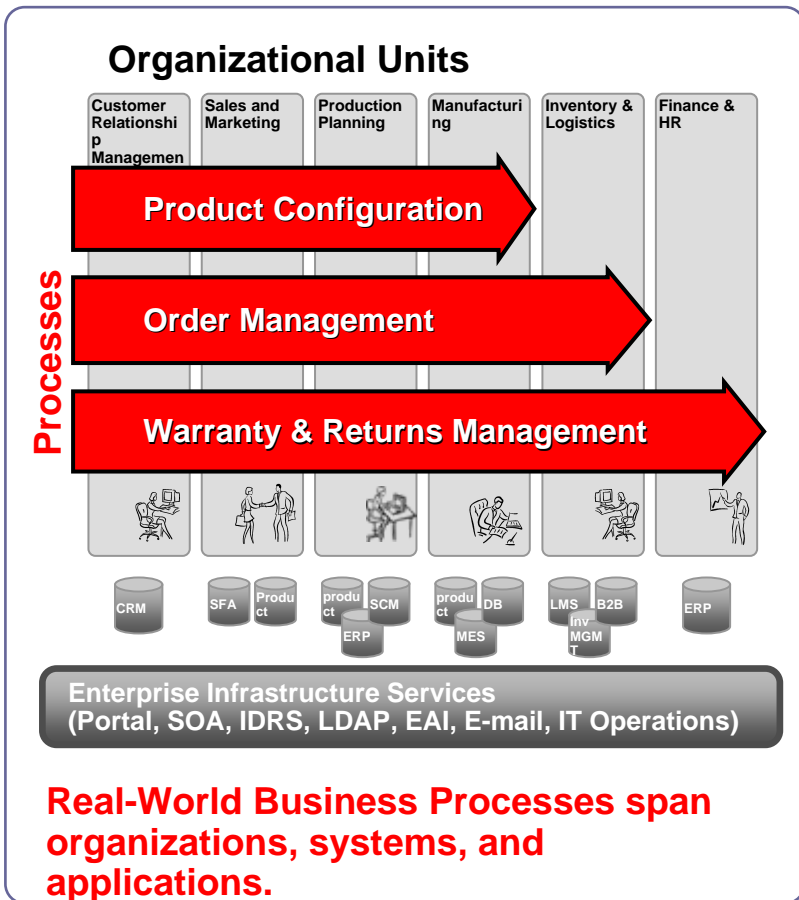 Organizational Units
Customer
Relationshi
p
Managemen
Sales and
Marketing
Production
Planning
Manufacturi
ng
Inventory &
Logistics
Finance &
HR
Processes
Product Configuration
Order Management
Warranty & Returns Management
CRM
SFA
Produ
ct
produ
ct
SCM
ERP
produ
ct
DB
MES
LMS
B2B
Inv
MGM
T
ERP
Enterprise Infrastructure Services
(Portal, SOA, IDRS, LDAP, EAI, E-mail, IT Operations)
Real-World Business Processes span
organizations, systems, and
applications.